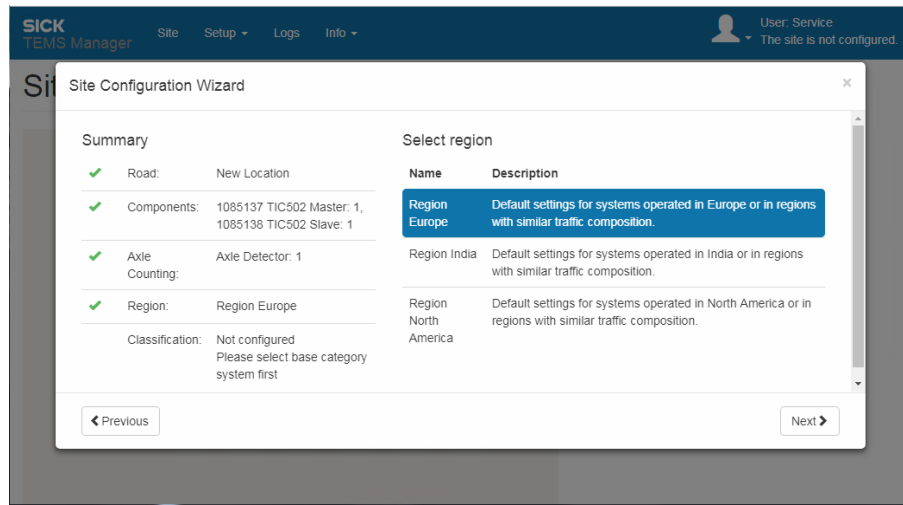 SICK
TEMS Manager
Site
Setup
Logs
Info
User: Service
The site is not configured.
Sit
Site Configuration Wizard
×
Summary
Road:
New Location
Components:
1085137 TIC502 Master: 1,
1085138 TIC502 Slave: 1
Axle
Counting:
Axle Detector: 1
Region:
Region Europe
Classification:
Not configured
Please select base category
system first
Select region
Name
Description
Region
Europe
Default settings for systems operated in Europe or in regions
with similar traffic composition.
Region India
Default settings for systems operated in India or in regions
with similar traffic composition.
Region
North
America
Default settings for systems operated in North America or in
regions with similar traffic composition.
Previous
Next